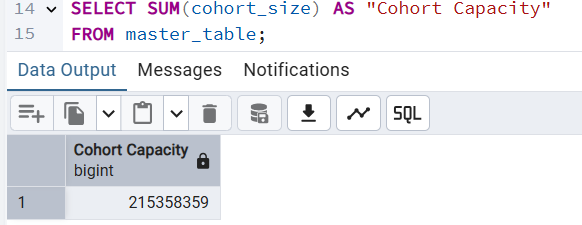 14 SELECT SUM(cohort_size) AS "Cohort Capacity"
15 FROM master_table;
Data Output Messages Notifications
SQL
Cohort Capacity
bigint
1 215358359